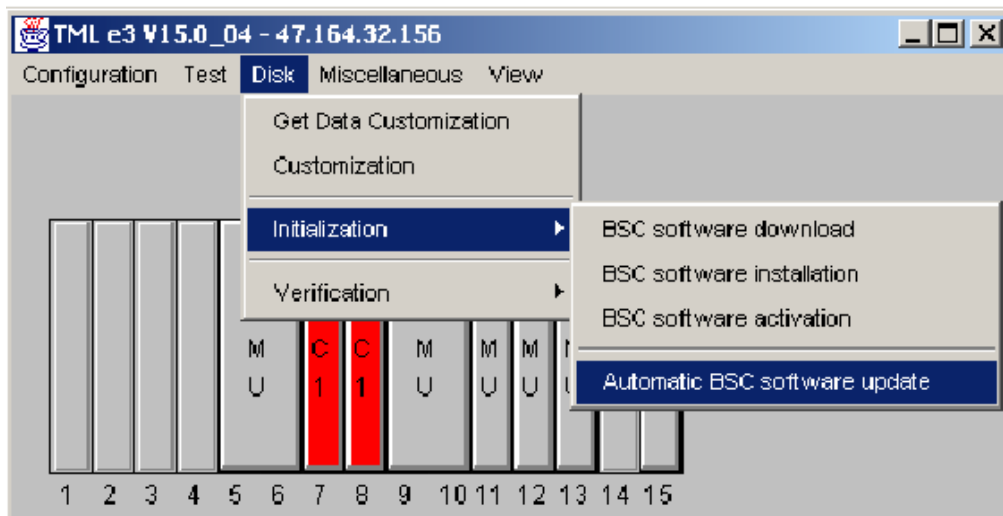 TML e3 V15.0_04 - 47.164.32.156
Configuration Test Disk Miscellaneous View
Get Data Customization
Customization
Initialization
Verification
BSC software download
BSC software installation
BSC software activation
Automatic BSC software update
M C C M M M
U 1 1 U U U
1 2 3 4 5 6 7 8 9 10 11 12 13 14 15